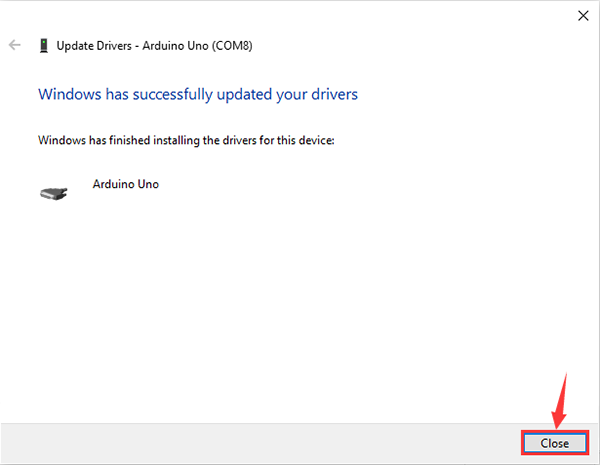 Update Drivers - Arduino Uno (COM8)
Windows has successfully updated your drivers
Windows has finished installing the drivers for this device:
Arduino Uno
Close